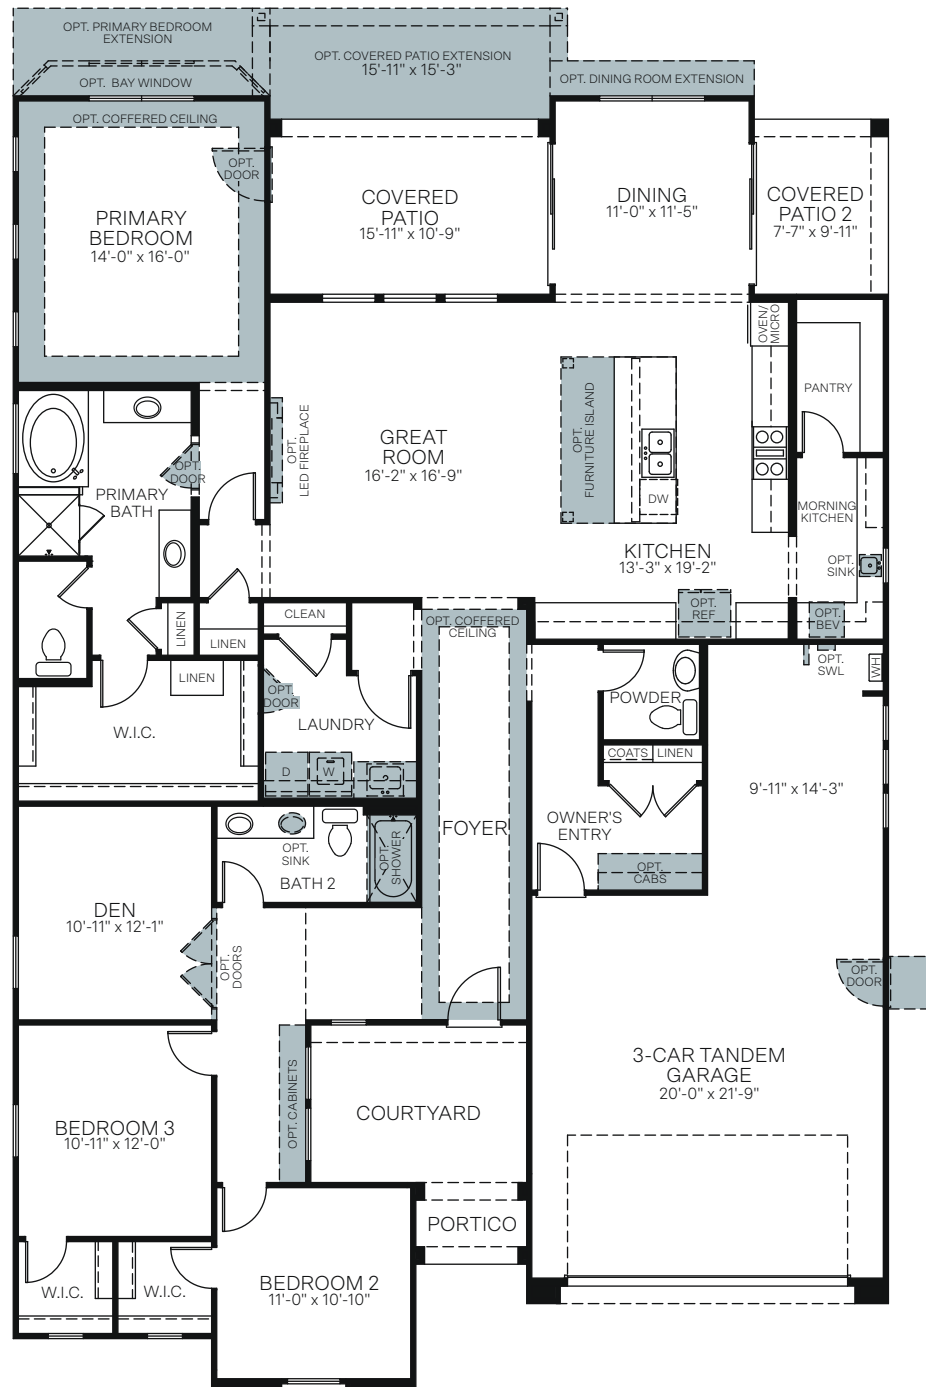 OPT. PRIMARY BEDROOM
EXTENSION
OPT. BAY WINDOW
OPT. COVERED PATIO EXTENSION
15'-11" x 15'-3"
OPT. DINING ROOM EXTENSION
OPT. COFFERED CEILING
OPT.
DOOR
PRIMARY
BEDROOM
14'-0" x 16'-0"
COVERED
PATIO
15'-11" x 10'-9"
DINING
11'-0" x 11'-5"
COVERED
PATIO 2
7'-7" x 9'-11"
OVEN/
MICRO
PANTRY
OPT.
LED FIREPLACE
GREAT
ROOM
16'-2" x 16'-9"
OPT.
FURNITURE ISLAND
DW
OPT.
DOOR
PRIMARY
BATH
MORNING
KITCHEN
KITCHEN
13'-3" x 19'-2"
OPT.
SINK
OPT.
REF
OPT.
BEV
LINEN
LINEN
CLEAN
OPT. COFFERED
CEILING
LINEN
OPT.
DOOR
LAUNDRY
POWDER
OPT.
SWL
WH
W.I.C.
D
W
COATS
LINEN
9'-11" x 14'-3"
FOYER
OWNER'S
ENTRY
OPT.
SINK
BATH 2
OPT.
SHOWER
OPT.
CABS
DEN
10'-11" x 12'-1"
OPT.
DOORS
OPT.
DOOR
3-CAR TANDEM
GARAGE
20'-0" x 21'-9"
OPT. CABINETS
COURTYARD
BEDROOM 3
10'-11" x 12'-0"
PORTICO
W.I.C.
W.I.C.
BEDROOM 2
11'-0" x 10'-10"